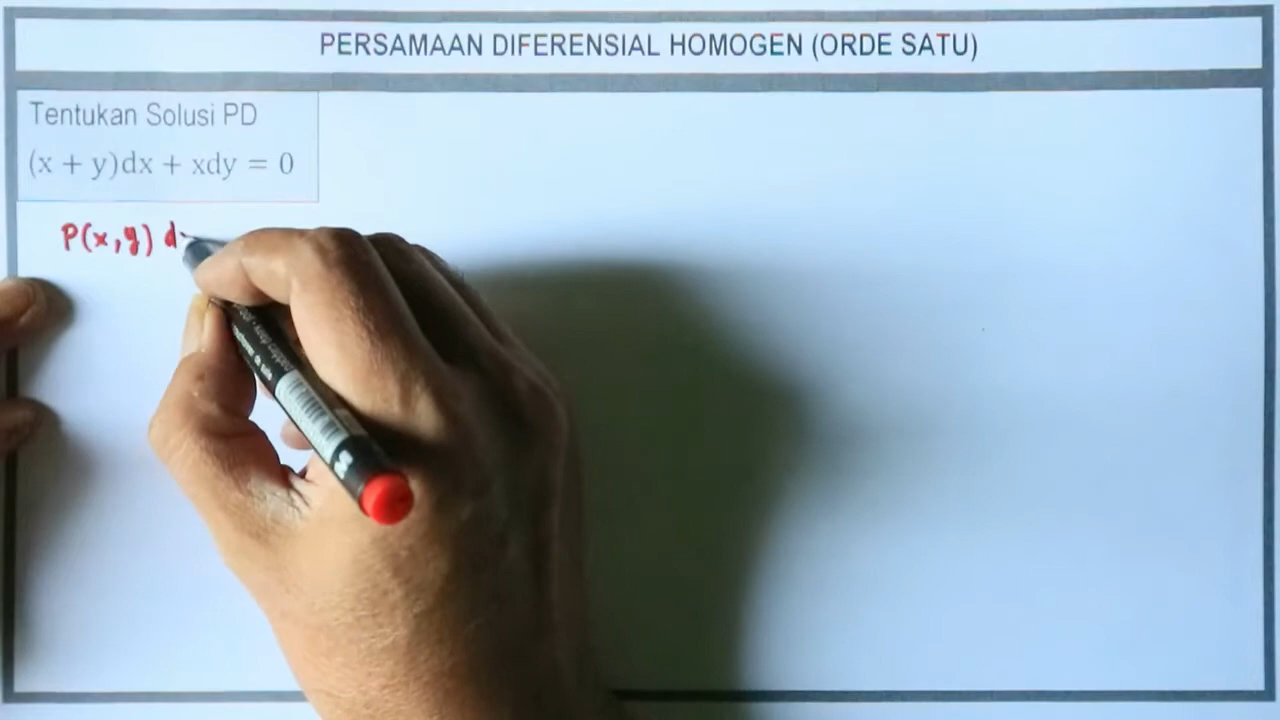 PERSAMAAN DIFERENSIAL HOMOGEN (ORDE SATU)
Tentukan Solusi PD
(x + y)dx + xdy = 0
P(x,y) d